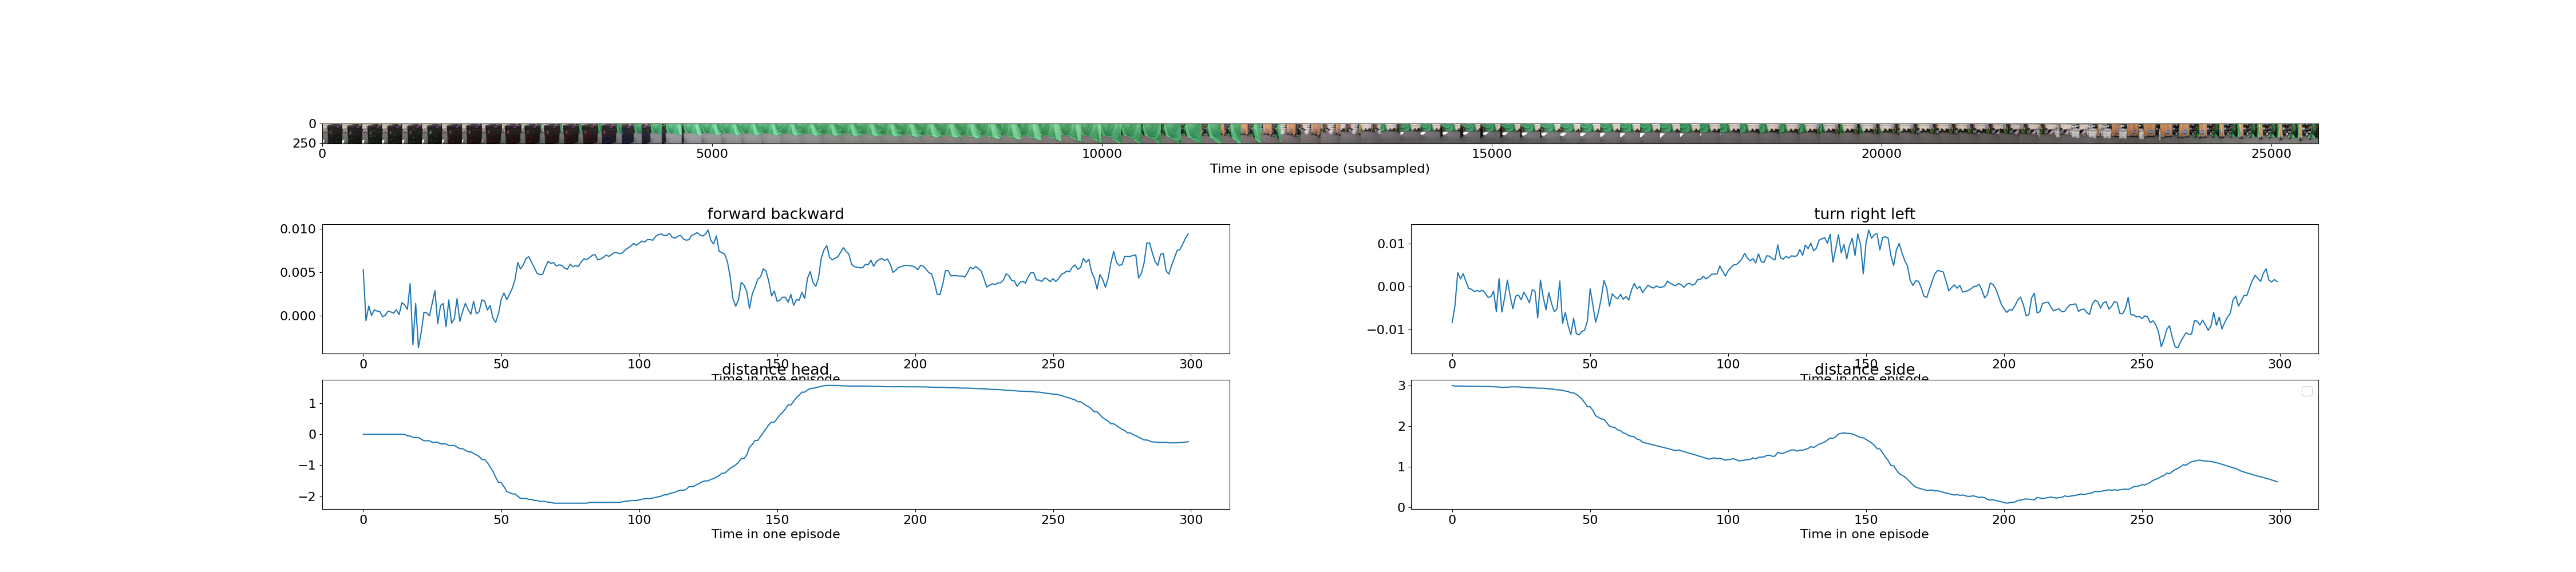 0
250
0 5000 10000 15000 20000 25000
Time in one episode (subsampled)
forward backward
0.010
0.005
0.000
0 50 100 150 200 250 300
Time in one episode
turn right left
0.01
0.00
−0.01
0 50 100 150 200 250 300
Time in one episode
distance head
1
0
−1
−2
0 50 100 150 200 250 300
Time in one episode
distance side
3
2
1
0
0 50 100 150 200 250 300
Time in one episode